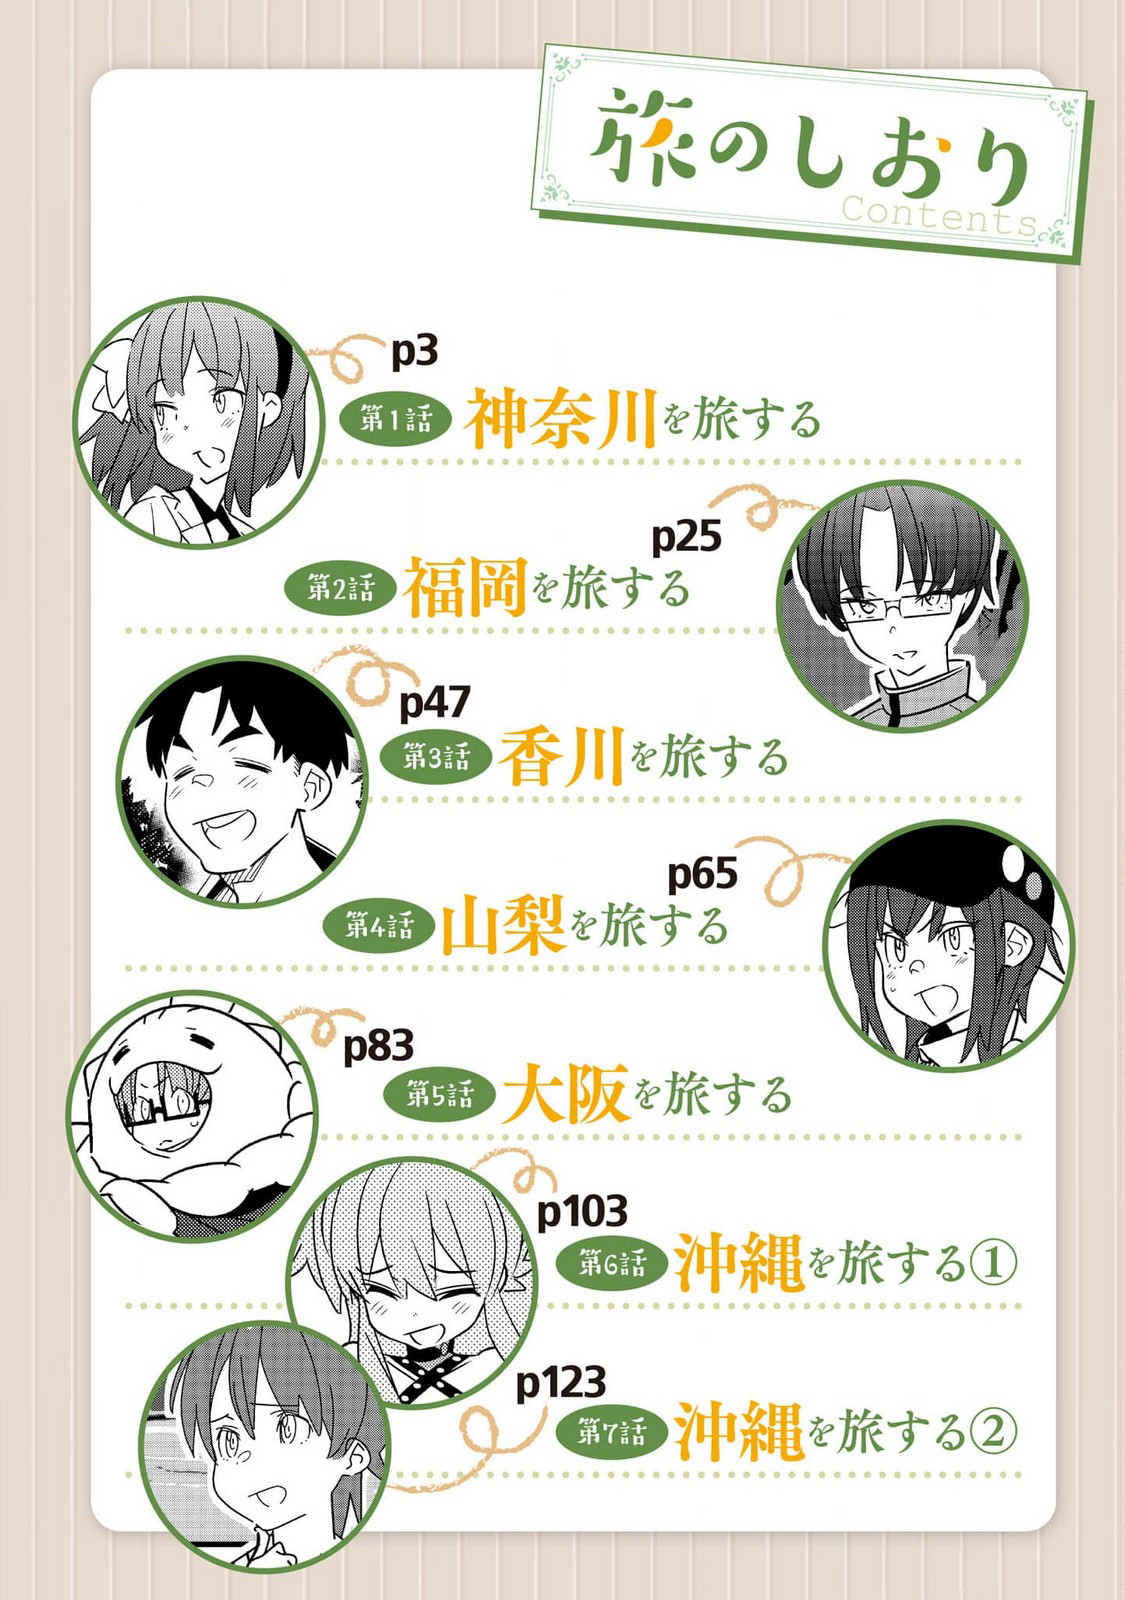 旅のしおり
Contents
p3
第1話 神奈川を旅する
p25
第2話 福岡を旅する
p47
第3話 香川を旅する
p65
第4話 山梨を旅する
p83
第5話 大阪を旅する
p103
第6話 沖縄を旅する①
p123
第7話 沖縄を旅する②